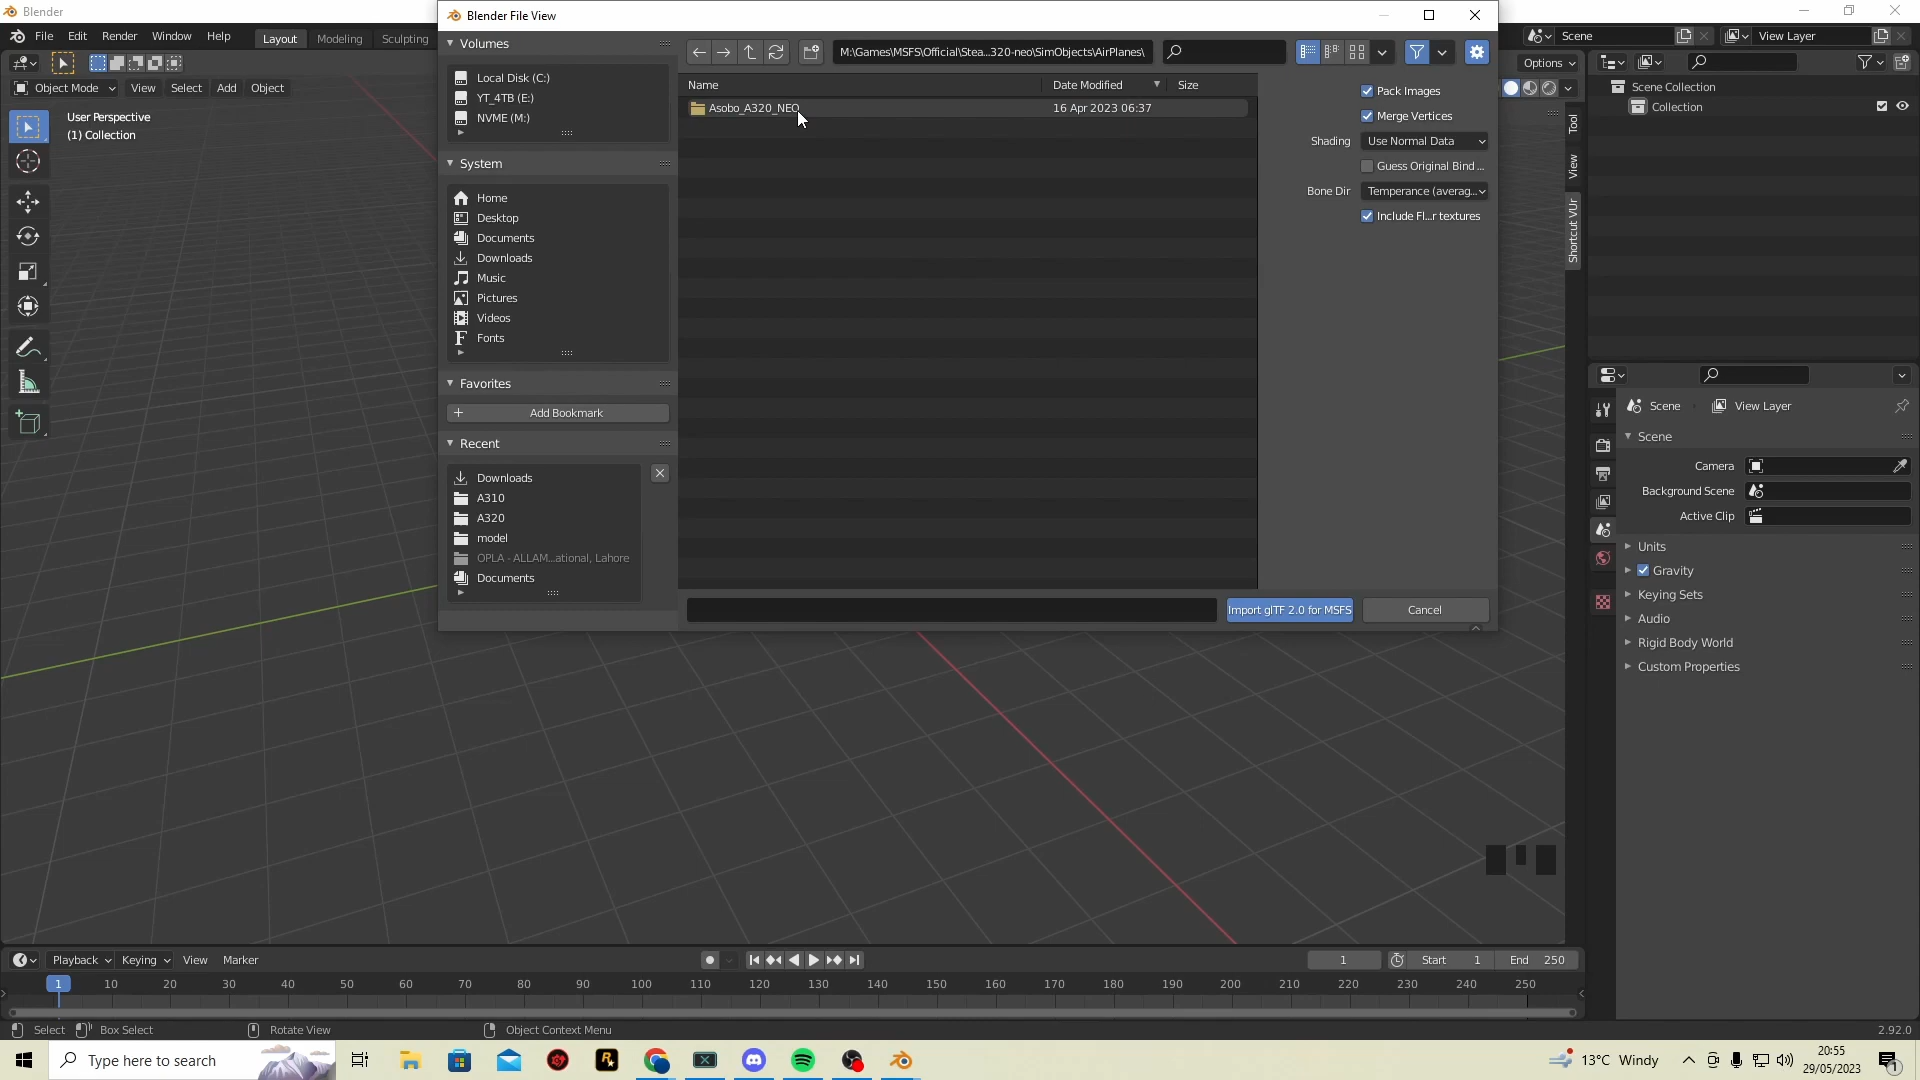 Blender
File Edit Render Window Help Layout Modeling Sculpting
Object Mode View Select Add Object
User Perspective
(1) Collection
Blender File View
Volumes
Local Disk (C:)
YT_4TB (E:)
NVME (M:)
System
Home
Desktop
Documents
Downloads
Music
Pictures
Videos
Fonts
Favorites
Add Bookmark
Recent
Downloads
A310
A320
model
OPLA - ALLAM...ational, Lahore
Documents
M:\Games\MSFS\Official\Stea...320-neo\SimObjects\AirPlanes\
Name Date Modified Size
Asobo_A320_NEO 16 Apr 2023 06:37
Pack Images
Merge Vertices
Shading Use Normal Data
Guess Original Bind ...
Bone Dir Temperance (averag...
Include Fl...r textures
Import glTF 2.0 for MSFS Cancel
Scene View Layer
Options
Tool
View
Shortcut VUr
Scene Collection
Collection
Scene View Layer
Scene
Camera
Background Scene
Active Clip
Units
Gravity
Keying Sets
Audio
Rigid Body World
Custom Properties
Playback Keying View Marker 1 Start 1 End 250
1 10 20 30 40 50 60 70 80 90 100 110 120 130 140 150 160 170 180 190 200 210 220 230 240 250
Select Box Select Rotate View Object Context Menu 2.92.0
Type here to search
13°C Windy
20:55
29/05/2023
1